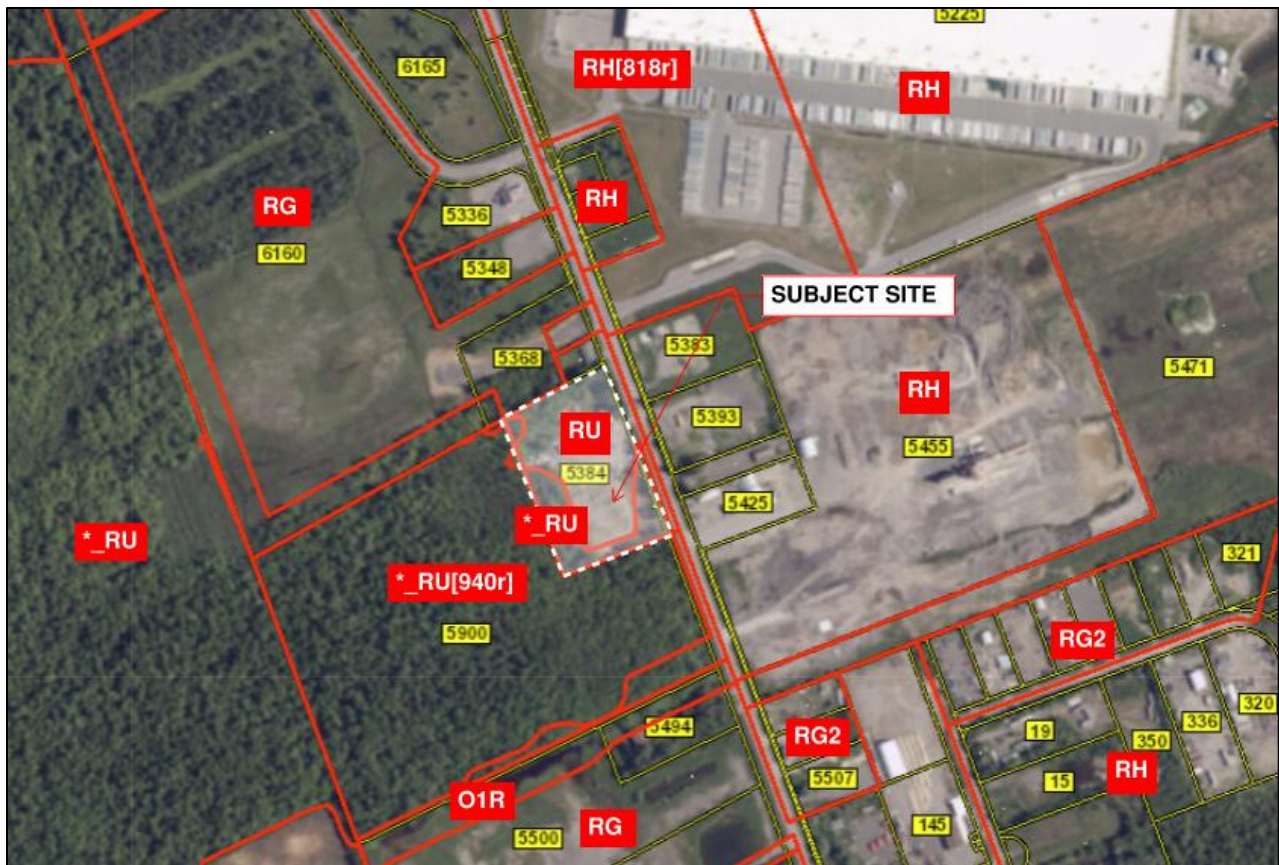 5225
6165
RH[818r]
RH
RG
6160
5336
RH
5348
SUBJECT SITE
5368
5383
5471
RU
5384
5393
RH
5455
5425
*_RU
*_RU
*_RU[940r]
5900
321
RG2
5494
RG2
5507
19
350
336
320
15
RH
O1R
5500
RG
145